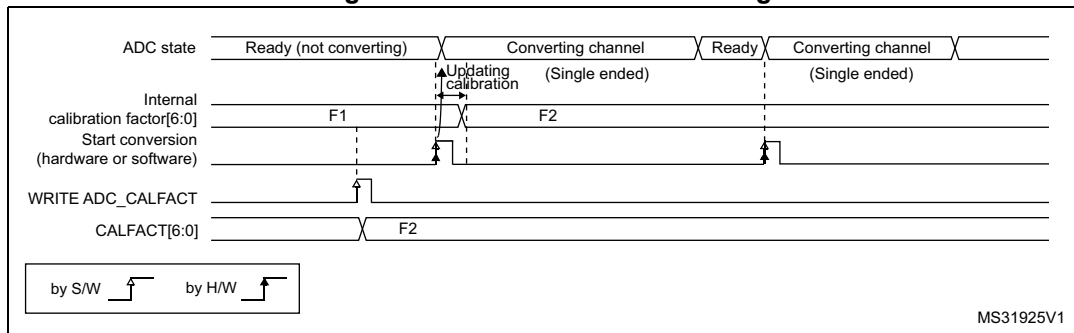 ADC state Ready (not converting) Converting channel Ready Converting channel
(Single ended) (Single ended)
Updating
calibration
Internal
calibration factor[6:0] F1 F2
Start conversion
(hardware or software)
WRITE ADC_CALFACT
CALFACT[6:0] F2
by S/W by H/W
MS31925V1